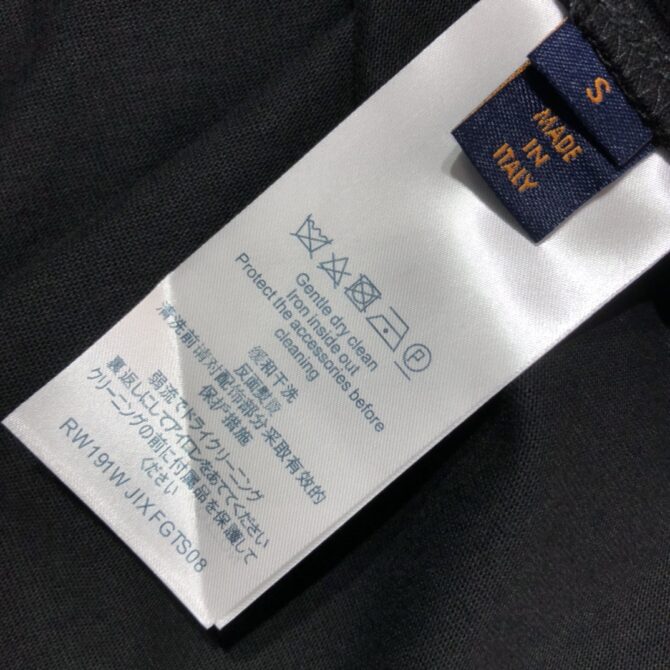 S
MADE
IN
ITALY
P
Gentle dry clean
Iron inside out
Protect the accessories before
cleaning
缓和干洗
反面熨烫
清洗前请对配饰部分采取有效的
保护措施
弱流でドライクリーニング
裏返しにしてアイロンをあててください
クリーニングの前に付属品を保護して
ください
RW191W JIX FGTS08